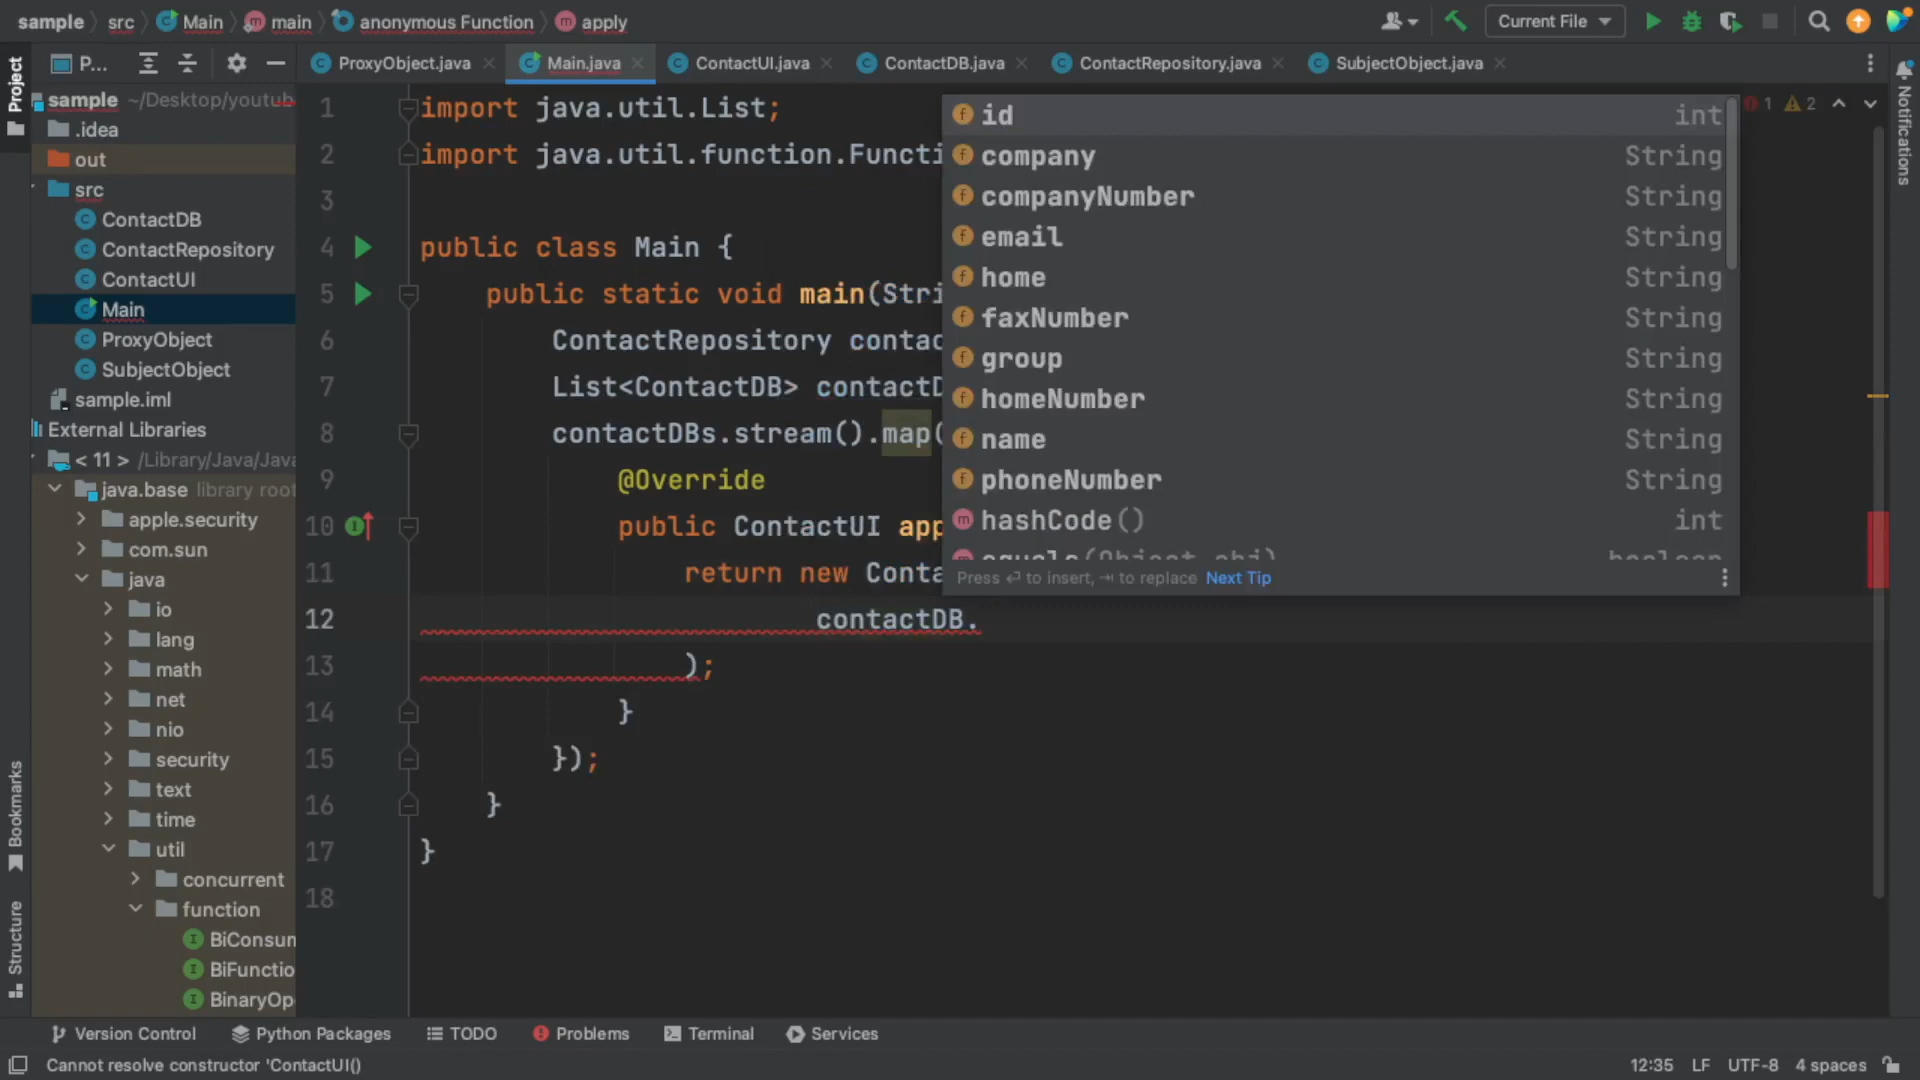 sample src Main main anonymous Function apply Current File
P... ProxyObject.java Main.java ContactUI.java ContactDB.java ContactRepository.java SubjectObject.java
Project
sample ~/Desktop/youtub
.idea
out
src
ContactDB
ContactRepository
ContactUI
Main
ProxyObject
SubjectObject
sample.iml
External Libraries
< 11 > /Library/Java/Java
java.base library root
apple.security
com.sun
java
io
lang
math
net
nio
security
text
time
util
concurrent
function
BiConsum
BiFunctio
BinaryOp
Bookmarks
Structure
1 import java.util.List;
2 import java.util.function.Functi
3
4 public class Main {
5 public static void main(Stri
6 ContactRepository contac
7 List<ContactDB> contactD
8 contactDBs.stream().map(
9 @Override
10 public ContactUI app
11 return new Conta
12 contactDB.
13 );
14 }
15 });
16 }
17 }
18
id int
company String
companyNumber String
email String
home String
faxNumber String
group String
homeNumber String
name String
phoneNumber String
hashCode() int
equals(Object obj) boolean
Press ⏎ to insert, ⇥ to replace Next Tip
1 2
Notifications
Version Control Python Packages TODO Problems Terminal Services
Cannot resolve constructor 'ContactUI()
12:35 LF UTF-8 4 spaces